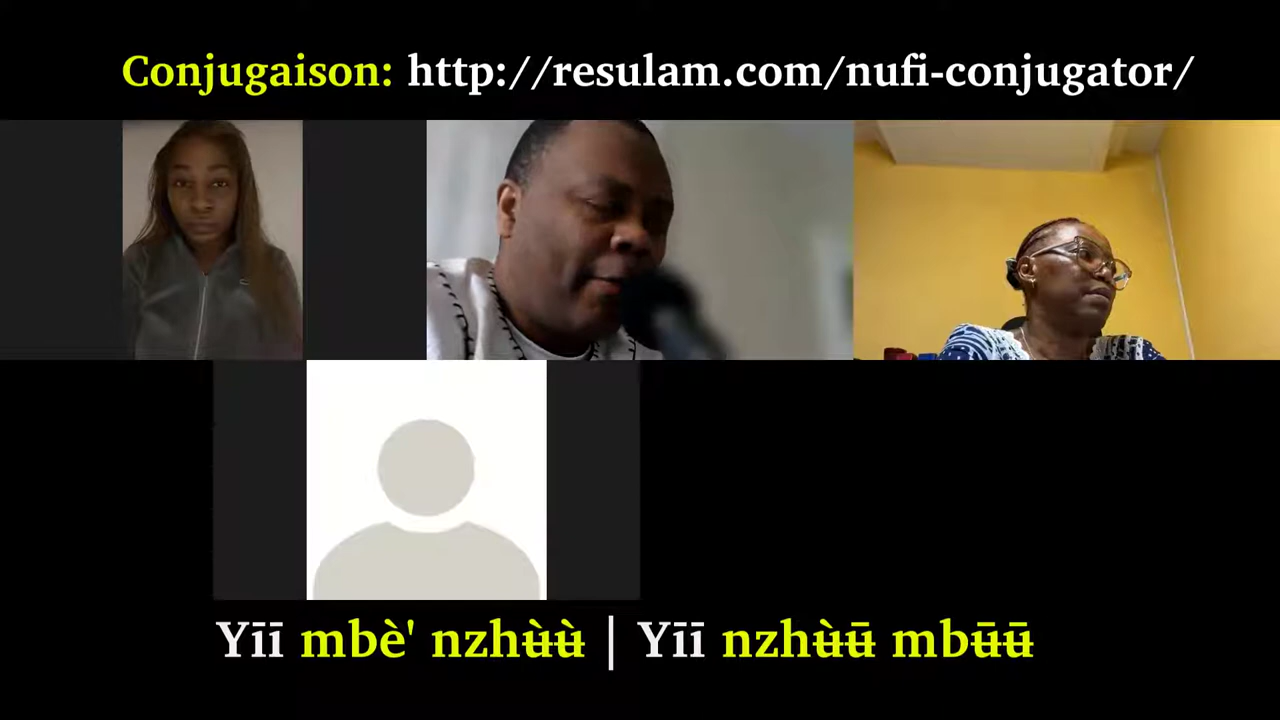 Conjugaison: http://resulam.com/nufi-conjugator/
Yīī mbè' nzhʉ̀ʉ̀ | Yīī nzhʉ̀ʉ̄ mbʉ̄ʉ̄